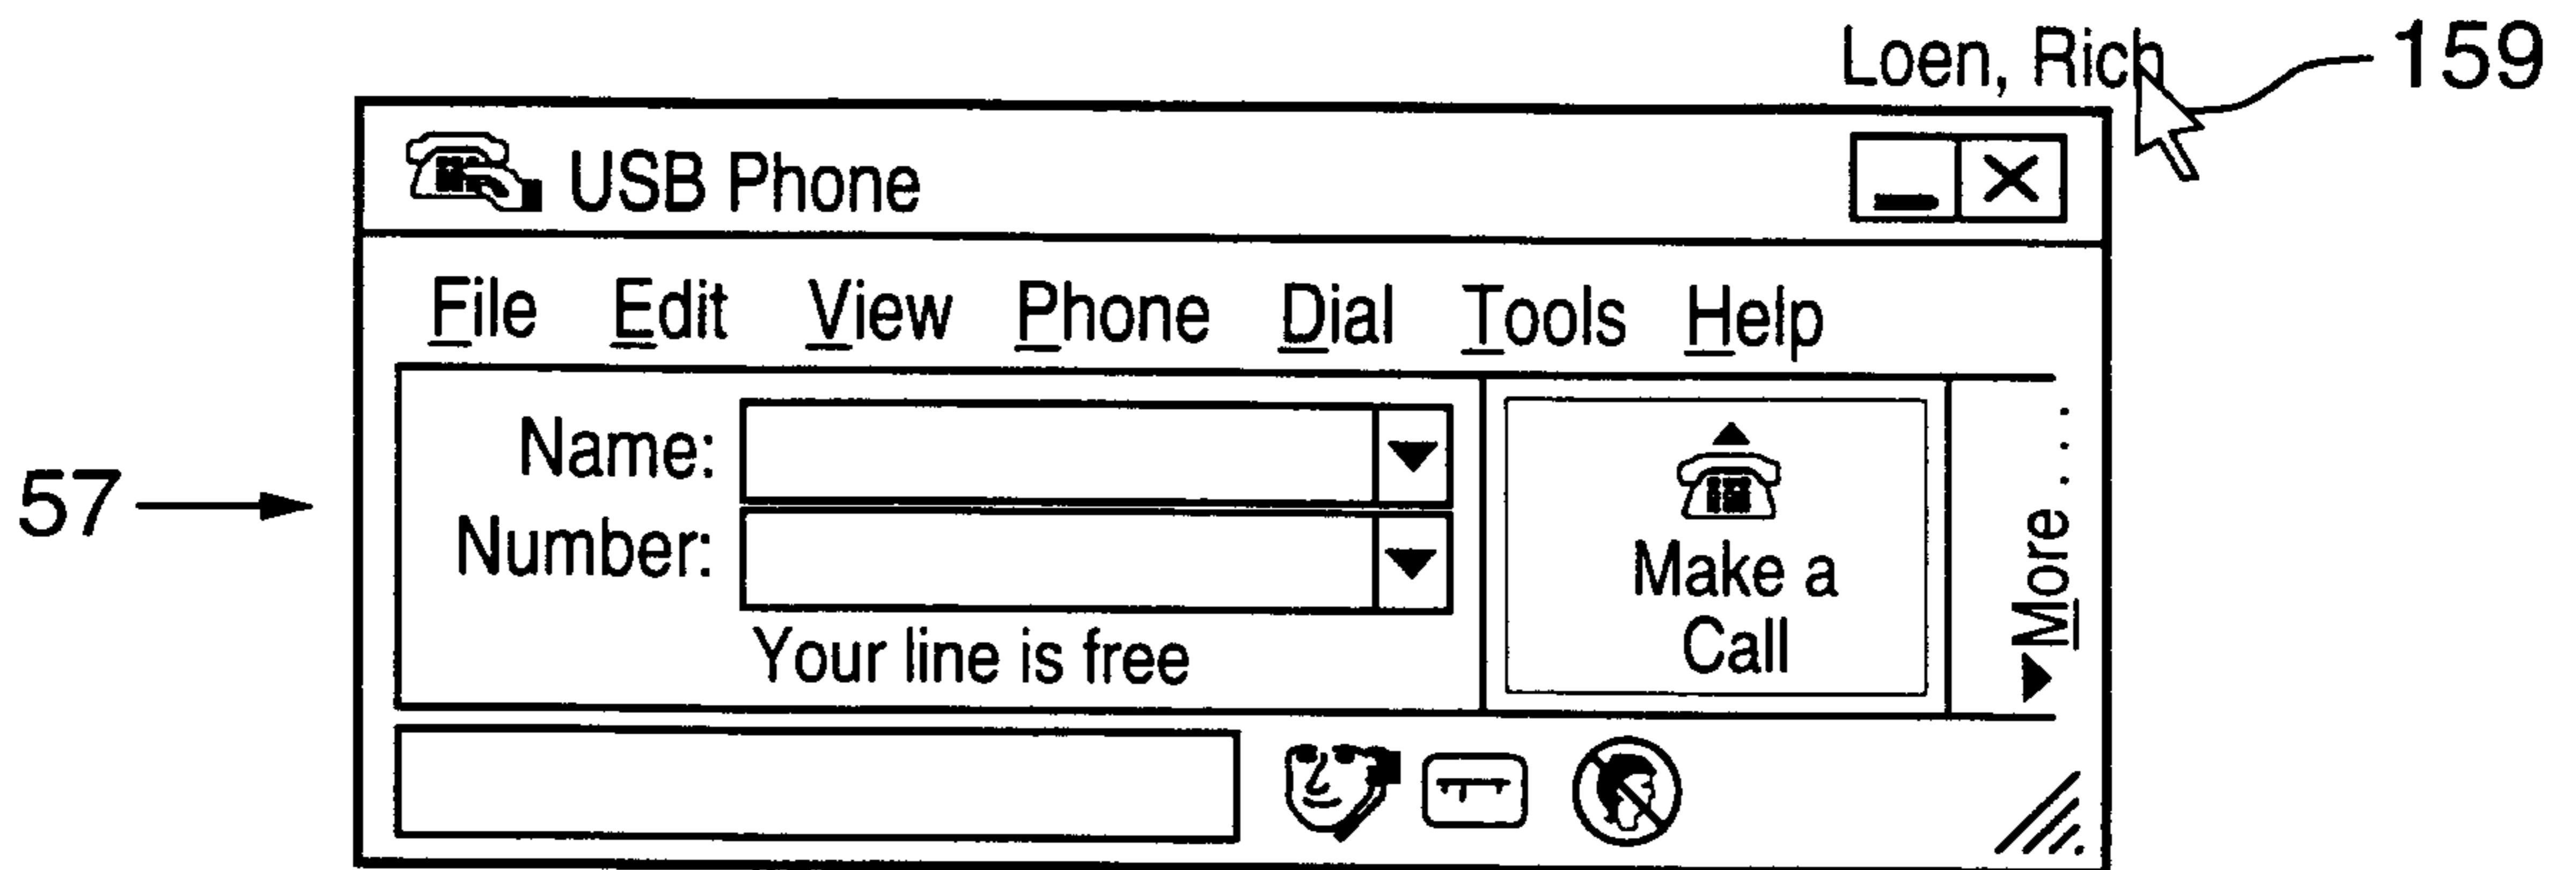 Loen, Rich
159
USB Phone
File Edit View Phone Dial Tools Help
57
Name:
Number:
Your line is free
Make a
Call
More ...